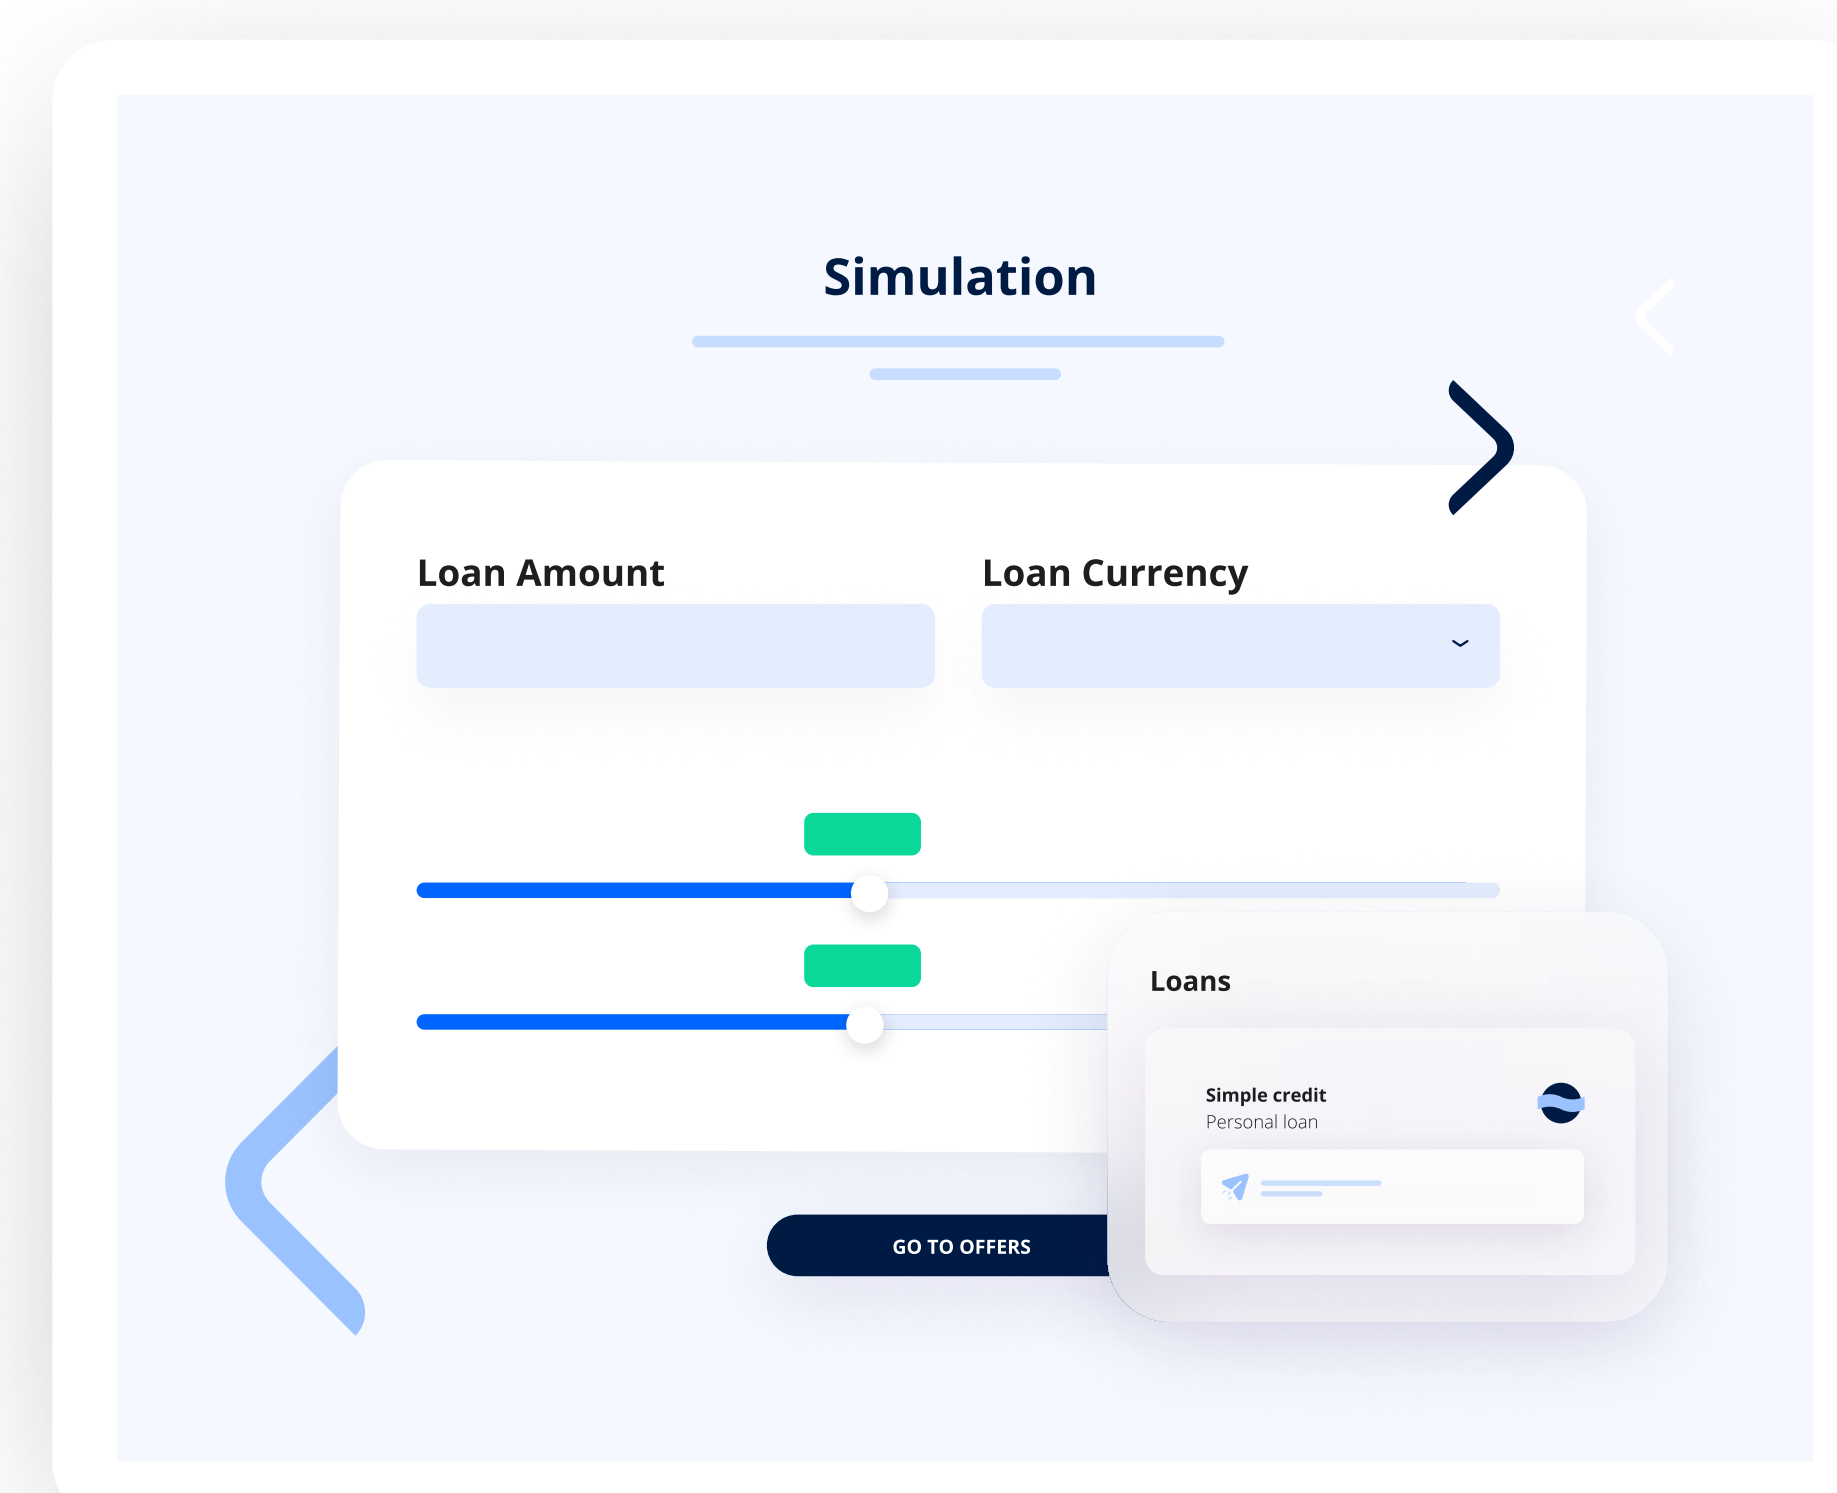 Simulation
Loan Amount
Loan Currency
Loans
Simple credit
Personal loan
GO TO OFFERS